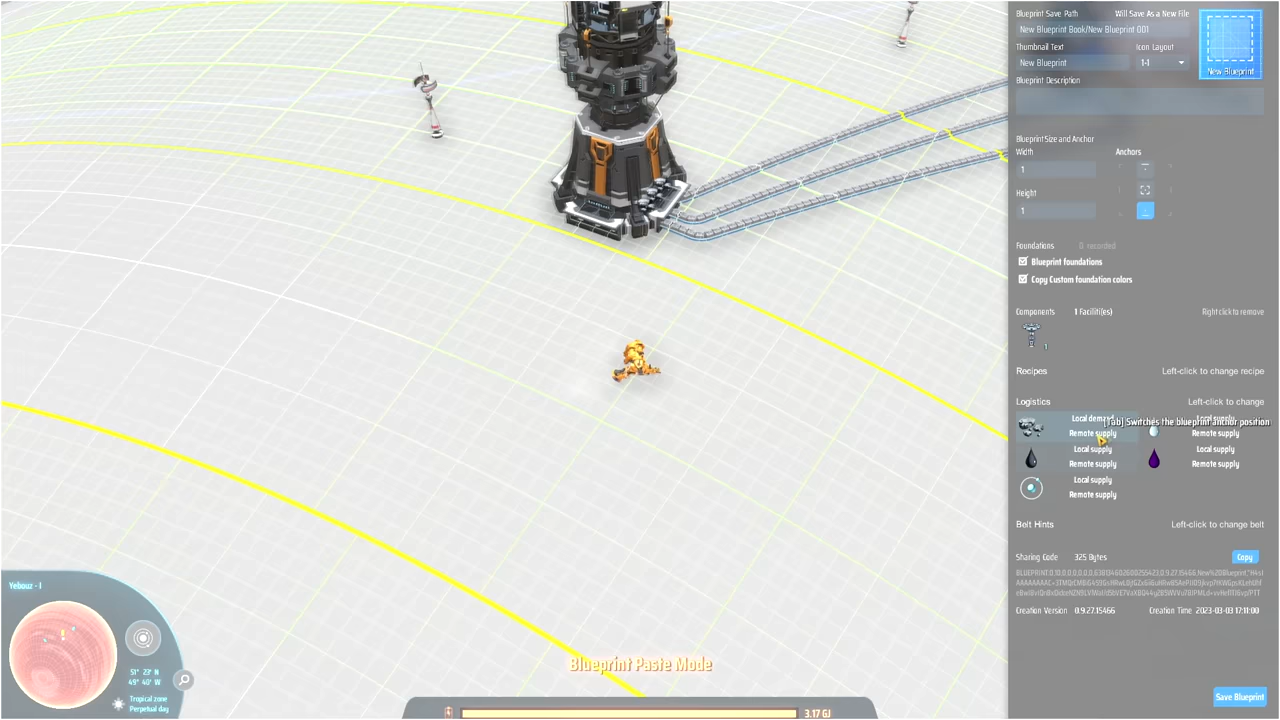 Blueprint Save Path Will Save As a New File
New Blueprint Book/New Blueprint 001
Thumbnail Text Icon Layout
New Blueprint 1-1
New Blueprint
Blueprint Description
Blueprint Size and Anchor
Width Anchors
1
Height
1
Foundations 0 recorded
Blueprint foundations
Copy Custom foundation colors
Components 1 Facilit(es) Right click to remove
1
Recipes Left-click to change recipe
Logistics Left-click to change
Local demand Local supply
[Tab] Switches the blueprint anchor position
Remote supply Remote supply
Local supply Local supply
Remote supply Remote supply
Local supply
Remote supply
Belt Hints Left-click to change belt
Sharing Code 325 Bytes Copy
Creation Version 0.9.27.15466 Creation Time 2023-03-03 17:11:00
Save Blueprint
Yebouz - I
51° 23' N
49° 40' W
Tropical zone
Perpetual day
Blueprint Paste Mode
3.17 GJ